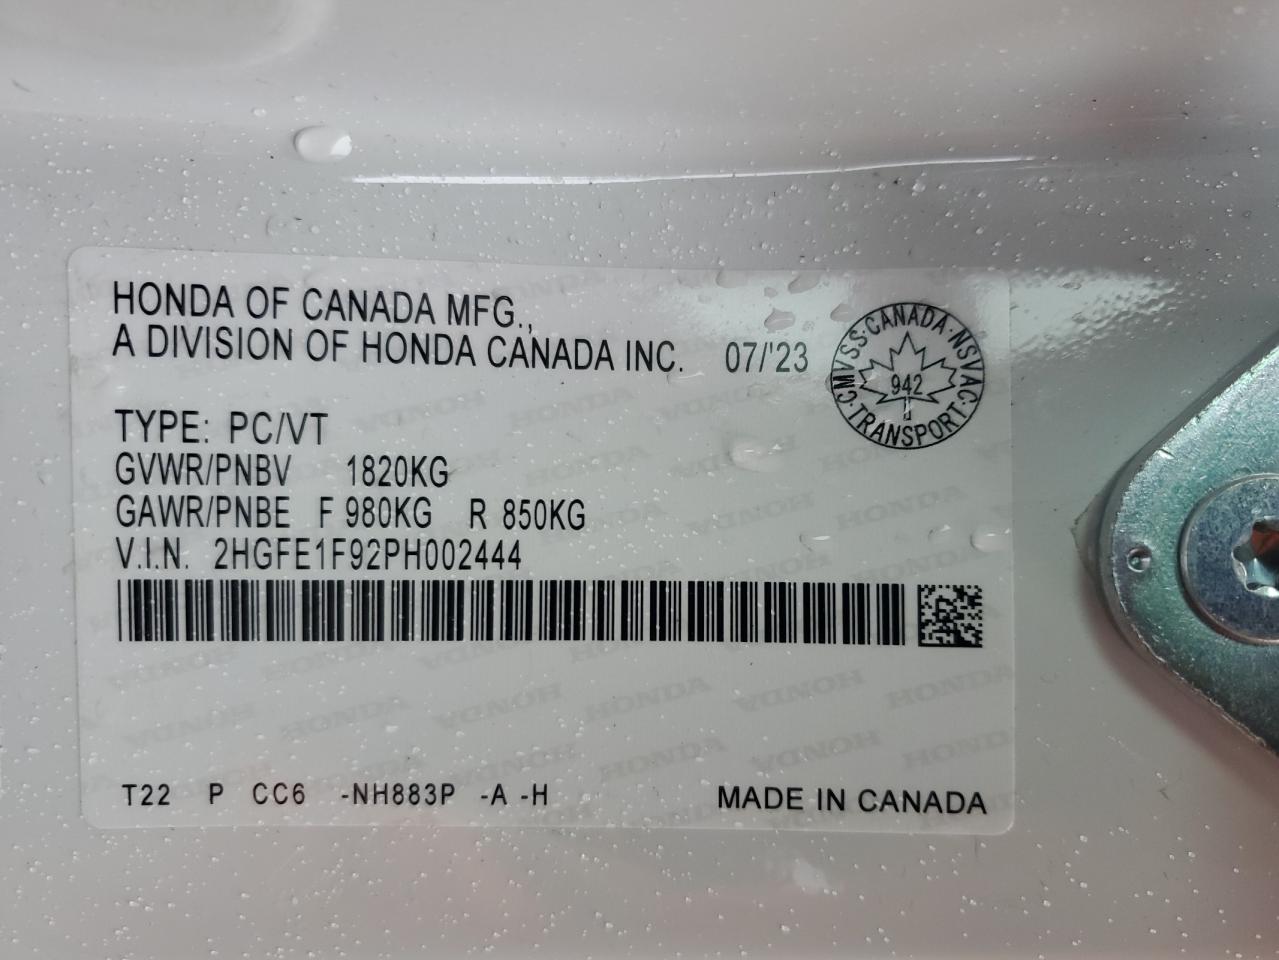 HONDA OF CANADA MFG.,
A DIVISION OF HONDA CANADA INC. 07/'23
CMVSS·CANADA·NSVAC·TRANSPORT·
942
TYPE: PC/VT
GVWR/PNBV 1820KG
GAWR/PNBE F 980KG R 850KG
V.I.N. 2HGFE1F92PH002444
T22 P CC6 -NH883P -A -H MADE IN CANADA